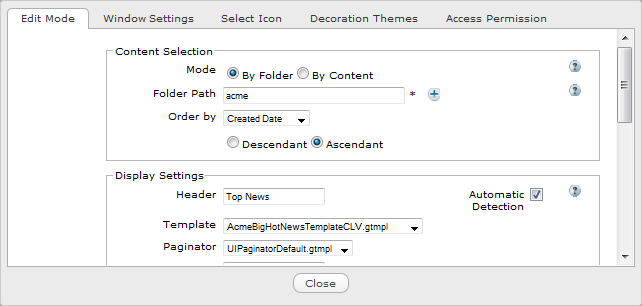 Edit Mode Window Settings Select Icon Decoration Themes Access Permission
Content Selection
Mode By Folder By Content
Folder Path acme *
Order by Created Date
Descendant Ascendant
Display Settings
Header Top News Automatic
Detection
Template AcmeBigHotNewsTemplateCLV.gtmpl
Paginator UIPaginatorDefault.gtmpl
Close